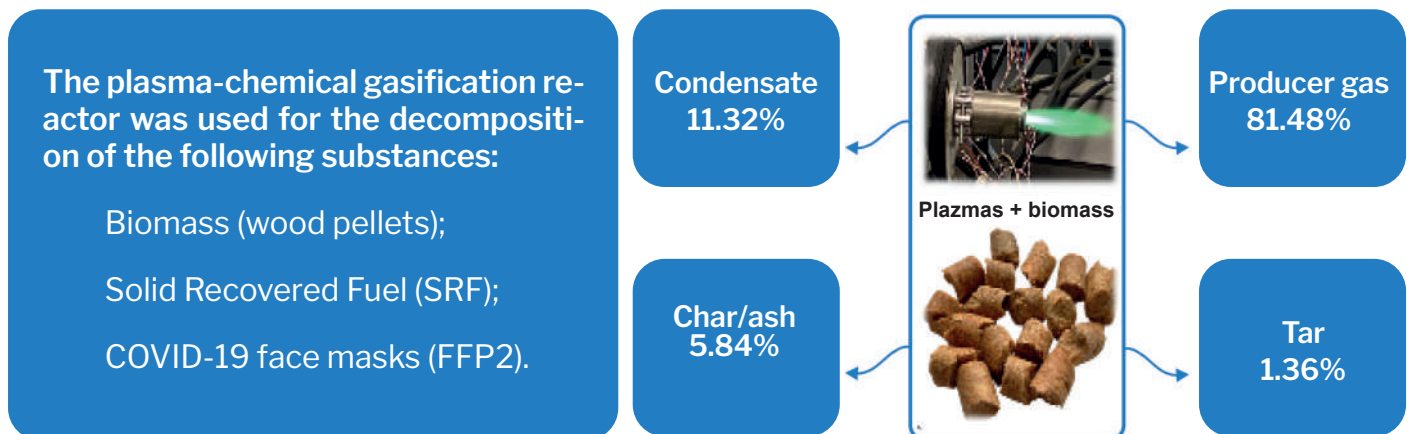 The plasma-chemical gasification re-
actor was used for the decompositi-
on of the following substances:
Biomass (wood pellets);
Solid Recovered Fuel (SRF);
COVID-19 face masks (FFP2).
Condensate
11.32%
Char/ash
5.84%
Plazmas + biomass
Producer gas
81.48%
Tar
1.36%